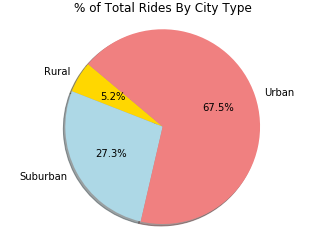 % of Total Rides By City Type
Rural
Urban
5.2%
67.5%
27.3%
Suburban